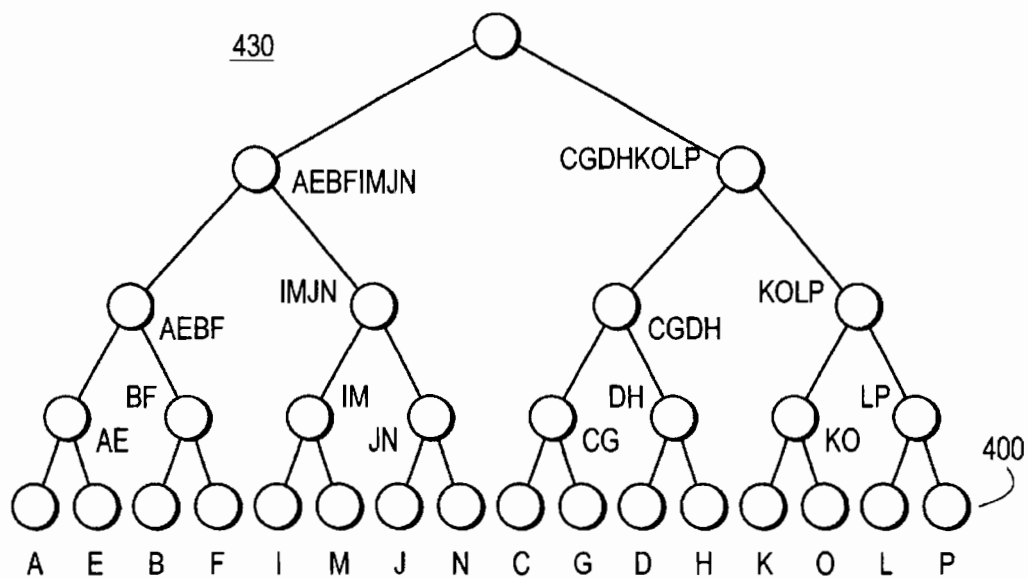 430
AEBFIMJN CGDHKOLP
AEBF IMJN CGDH KOLP
AE BF IM JN CG DH KO LP
400
A E B F I M J N C G D H K O L P